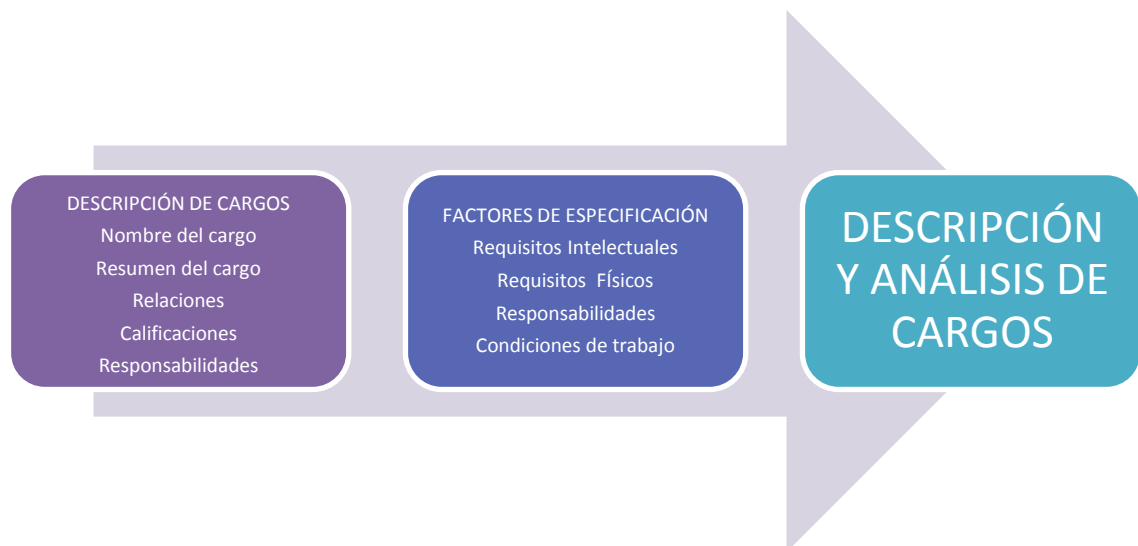 DESCRIPCIÓN DE CARGOS
Nombre del cargo
Resumen del cargo
Relaciones
Calificaciones
Responsabilidades
FACTORES DE ESPECIFICACIÓN
Requisitos Intelectuales
Requisitos FÍsicos
Responsabilidades
Condiciones de trabajo
DESCRIPCIÓN
Y ANÁLISIS DE
CARGOS